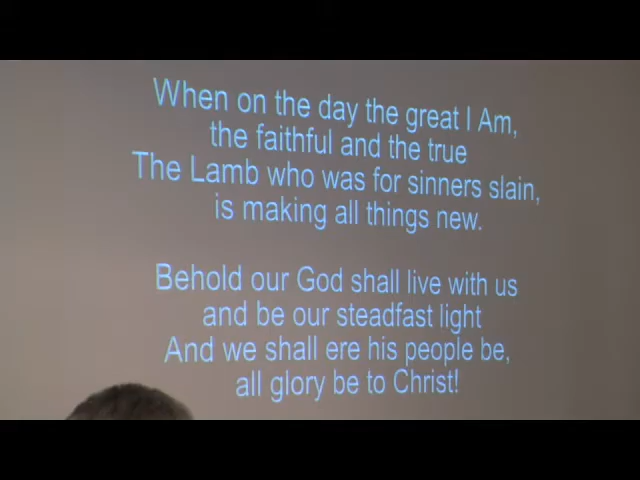 When on the day the great I Am,
the faithful and the true
The Lamb who was for sinners slain,
is making all things new.
Behold our God shall live with us
and be our steadfast light
And we shall ere his people be,
all glory be to Christ!